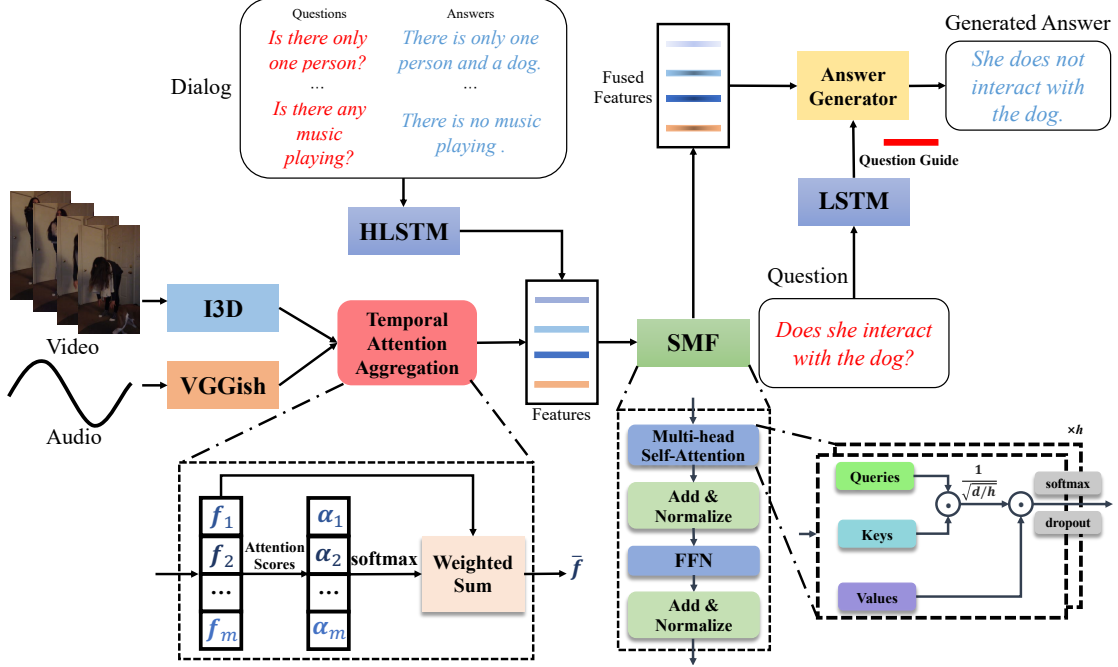 Questions
Answers
Is there only
one person?
...
Is there any
music
playing?
There is only one
person and a dog.
...
There is no music
playing .
Dialog
HLSTM
Fused
Features
Answer
Generator
Generated Answer
She does not
interact with
the dog.
Question Guide
LSTM
Question
Does she interact
with the dog?
Video
I3D
VGGish
Audio
Temporal
Attention
Aggregation
Features
SMF
f1
f2
...
fm
Attention
Scores
α1
α2
...
αm
softmax
Weighted
Sum
f̄
Multi-head
Self-Attention
Add &
Normalize
FFN
Add &
Normalize
×h
Queries
Keys
Values
1
√d/h
softmax
dropout